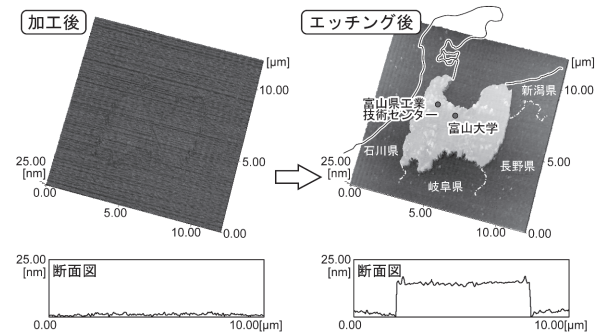 加工後
[μm]
10.00
5.00
25.00
[nm]
0.00
5.00
10.00
0.00
25.00
[nm]
断面図
0.00
10.00[μm]
エッチング後
[μm]
10.00
新潟県
富山県工業
技術センター
富山大学
石川県
長野県
5.00
岐阜県
25.00
[nm]
0.00
5.00
10.00
0.00
25.00
[nm]
断面図
0.00
10.00[μm]